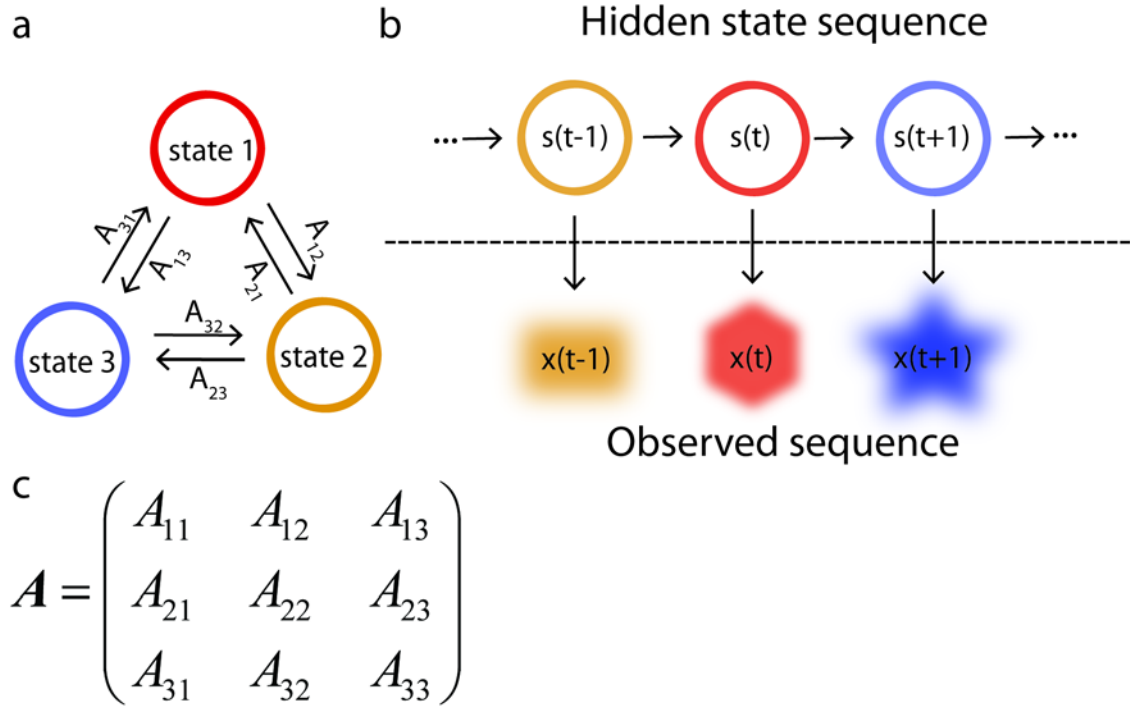 a
state 1
A31
A13
A12
A21
A32
state 3
state 2
A23
b
Hidden state sequence
...
s(t-1)
s(t)
s(t+1)
...
x(t-1)
x(t)
x(t+1)
Observed sequence
c
A = ( A11 A12 A13
A21 A22 A23
A31 A32 A33 )